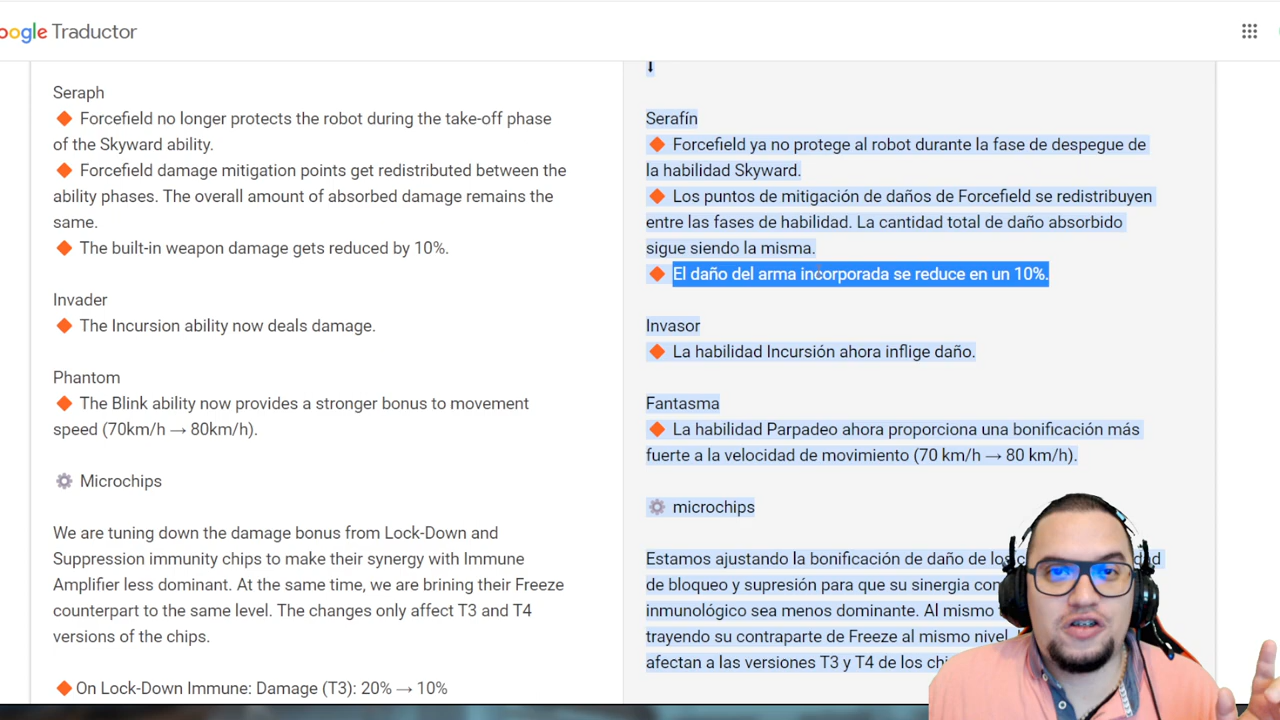 oogle Traductor
Seraph
Forcefield no longer protects the robot during the take-off phase
of the Skyward ability.
Forcefield damage mitigation points get redistributed between the
ability phases. The overall amount of absorbed damage remains the
same.
The built-in weapon damage gets reduced by 10%.
Invader
The Incursion ability now deals damage.
Phantom
The Blink ability now provides a stronger bonus to movement
speed (70km/h → 80km/h).
Microchips
We are tuning down the damage bonus from Lock-Down and
Suppression immunity chips to make their synergy with Immune
Amplifier less dominant. At the same time, we are brining their Freeze
counterpart to the same level. The changes only affect T3 and T4
versions of the chips.
On Lock-Down Immune: Damage (T3): 20% → 10%
Serafín
Forcefield ya no protege al robot durante la fase de despegue de
la habilidad Skyward.
Los puntos de mitigación de daños de Forcefield se redistribuyen
entre las fases de habilidad. La cantidad total de daño absorbido
sigue siendo la misma.
El daño del arma incorporada se reduce en un 10%.
Invasor
La habilidad Incursión ahora inflige daño.
Fantasma
La habilidad Parpadeo ahora proporciona una bonificación más
fuerte a la velocidad de movimiento (70 km/h → 80 km/h).
microchips
Estamos ajustando la bonificación de daño de los
de bloqueo y supresión para que su sinergia con
inmunológico sea menos dominante. Al mismo
trayendo su contraparte de Freeze al mismo nivel.
afectan a las versiones T3 y T4 de los